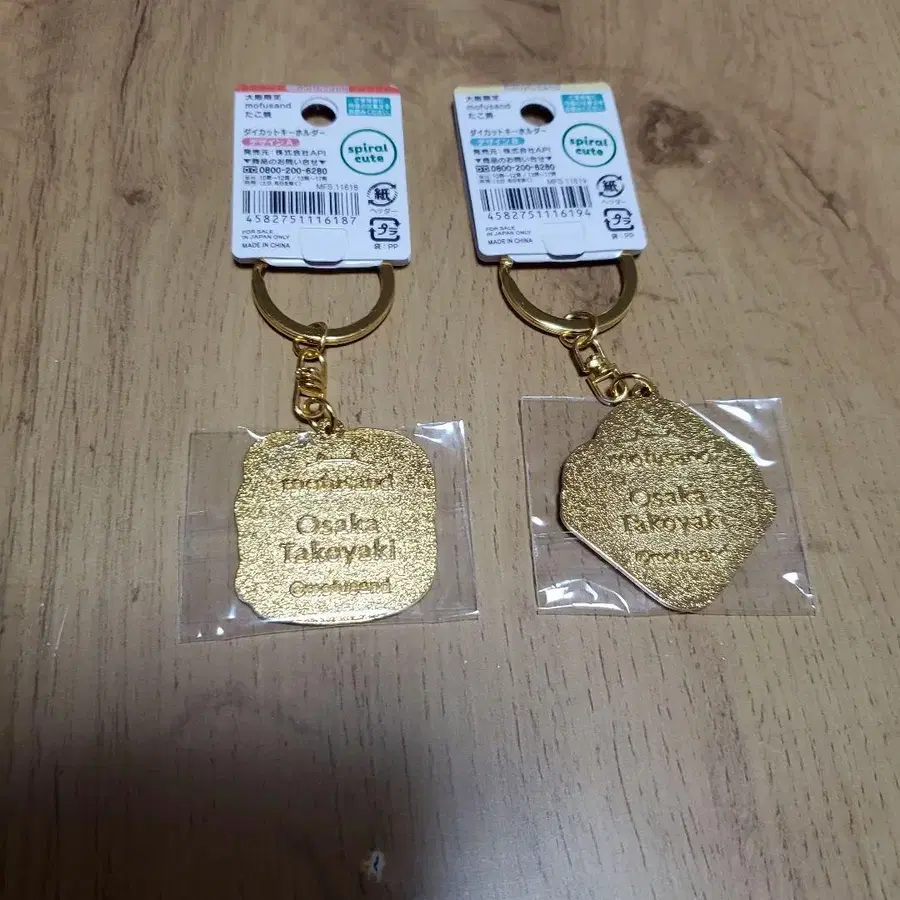 大阪限定
mofusand
たこ焼
ダイカットキーホルダー
デザインA
発売元:株式会社API
▼商品のお問い合せ▼
0800-200-6280
MFS 11618
4582751116187
FOR SALE
IN JAPAN ONLY
MADE IN CHINA
spiral
cute
紙
ヘッダー
プラ
袋:PP
mofusand
Osaka
Takoyaki
©mofusand
大阪限定
mofusand
たこ焼
ダイカットキーホルダー
デザインB
発売元:株式会社API
▼商品のお問い合せ▼
0800-200-6280
MFS 11619
4582751116194
FOR SALE
IN JAPAN ONLY
MADE IN CHINA
spiral
cute
紙
ヘッダー
プラ
袋:PP
mofusand
Osaka
Takoyaki
©mofusand